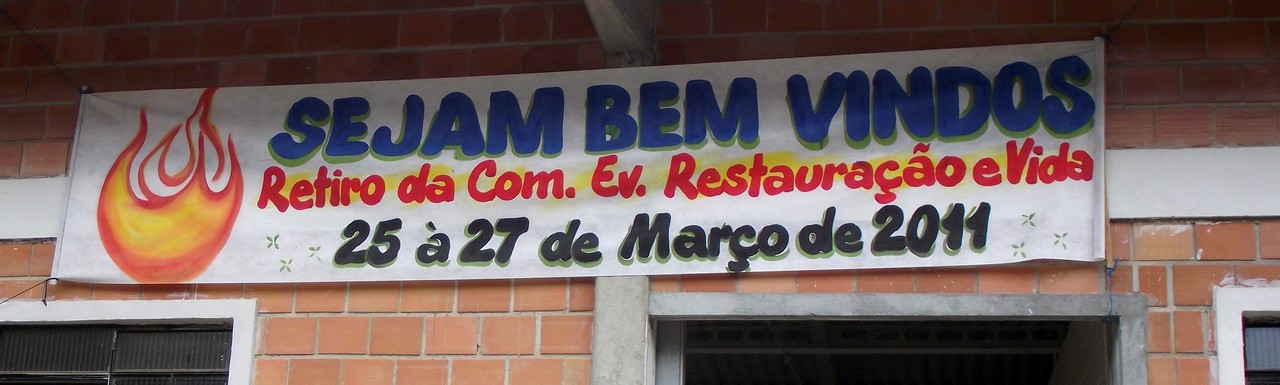 SEJAM BEM VINDOS
Retiro da Com. Ev. Restauração e Vida
25 à 27 de Março de 2011